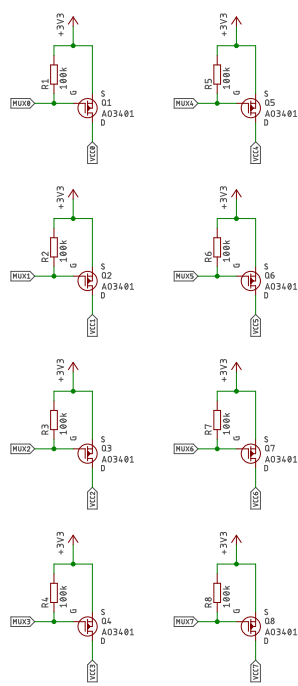 +3V3
R1
100k
MUX0
G
S
Q1
AO3401
D
VCC0
+3V3
R5
100k
MUX4
G
S
Q5
AO3401
D
VCC4
+3V3
R2
100k
MUX1
G
S
Q2
AO3401
D
VCC1
+3V3
R6
100k
MUX5
G
S
Q6
AO3401
D
VCC5
+3V3
R3
100k
MUX2
G
S
Q3
AO3401
D
VCC2
+3V3
R7
100k
MUX6
G
S
Q7
AO3401
D
VCC6
+3V3
R4
100k
MUX3
G
S
Q4
AO3401
D
VCC3
+3V3
R8
100k
MUX7
G
S
Q8
AO3401
D
VCC7